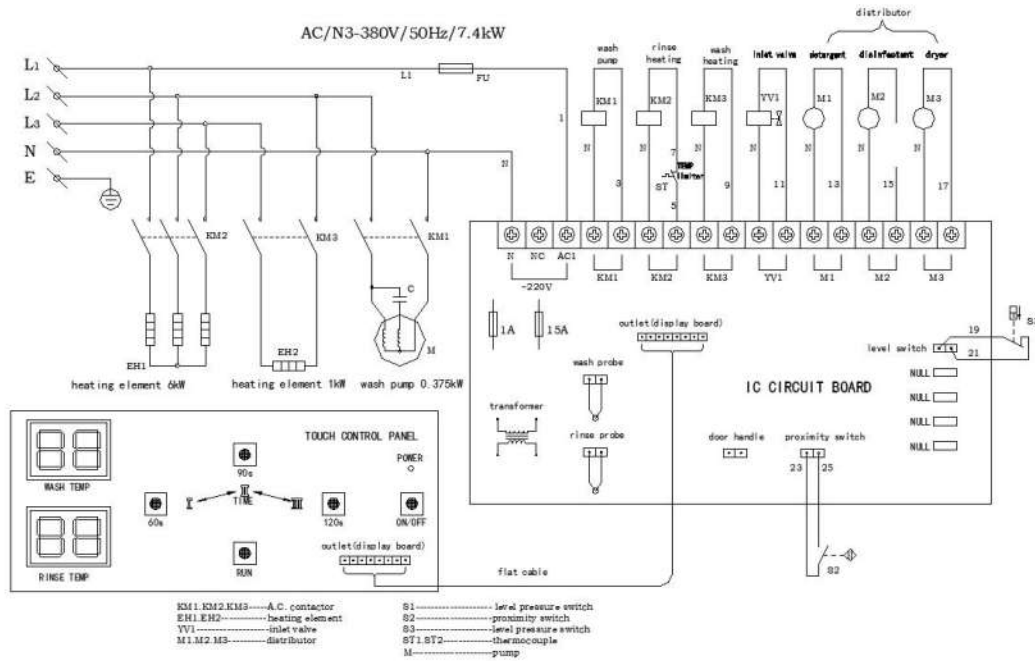 AC/N3-380V/50Hz/7.4kW
distributor
wash pump
rinse heating
wash heating
inlet valve
detergent
disinfectant
dryer
L1
L2
L3
N
E
L1
FU
1
N
KM1
N
3
KM2
N
7
TEMP limiter
ST
5
KM3
N
9
YV1
N
11
M1
N
13
M2
N
15
M3
N
17
KM2
KM3
KM1
C
M
EH1
EH2
heating element 6kW
heating element 1kW
wash pump 0.375kW
N NC AC1
KM1 KM2 KM3 YV1 M1 M2 M3
~220V
1A
15A
outlet(display board)
wash probe
transformer
rinse probe
IC CIRCUIT BOARD
level switch
19
21
NULL
NULL
NULL
NULL
door handle
proximity switch
23 25
S2
TOUCH CONTROL PANEL
POWER
WASH TEMP
90s
TIME
I
II
III
60s
120s
ON/OFF
RINSE TEMP
RUN
outlet(display board)
flat cable
KM1.KM2.KM3----A.C. contactor
EH1.EH2---------heating element
YV1--------------inlet valve
M1.M2.M3--------distributor
S1------------------level pressure switch
S2------------------proximity switch
S3------------------level pressure switch
ST1.ST2------------thermocouple
M-------------------pump